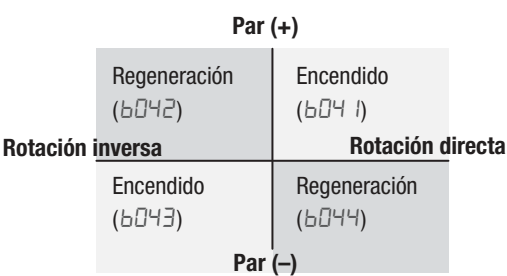 Par (+)
Regeneración
(b042)
Encendido
(b041)
Rotación inversa
Rotación directa
Encendido
(b043)
Regeneración
(b044)
Par (–)